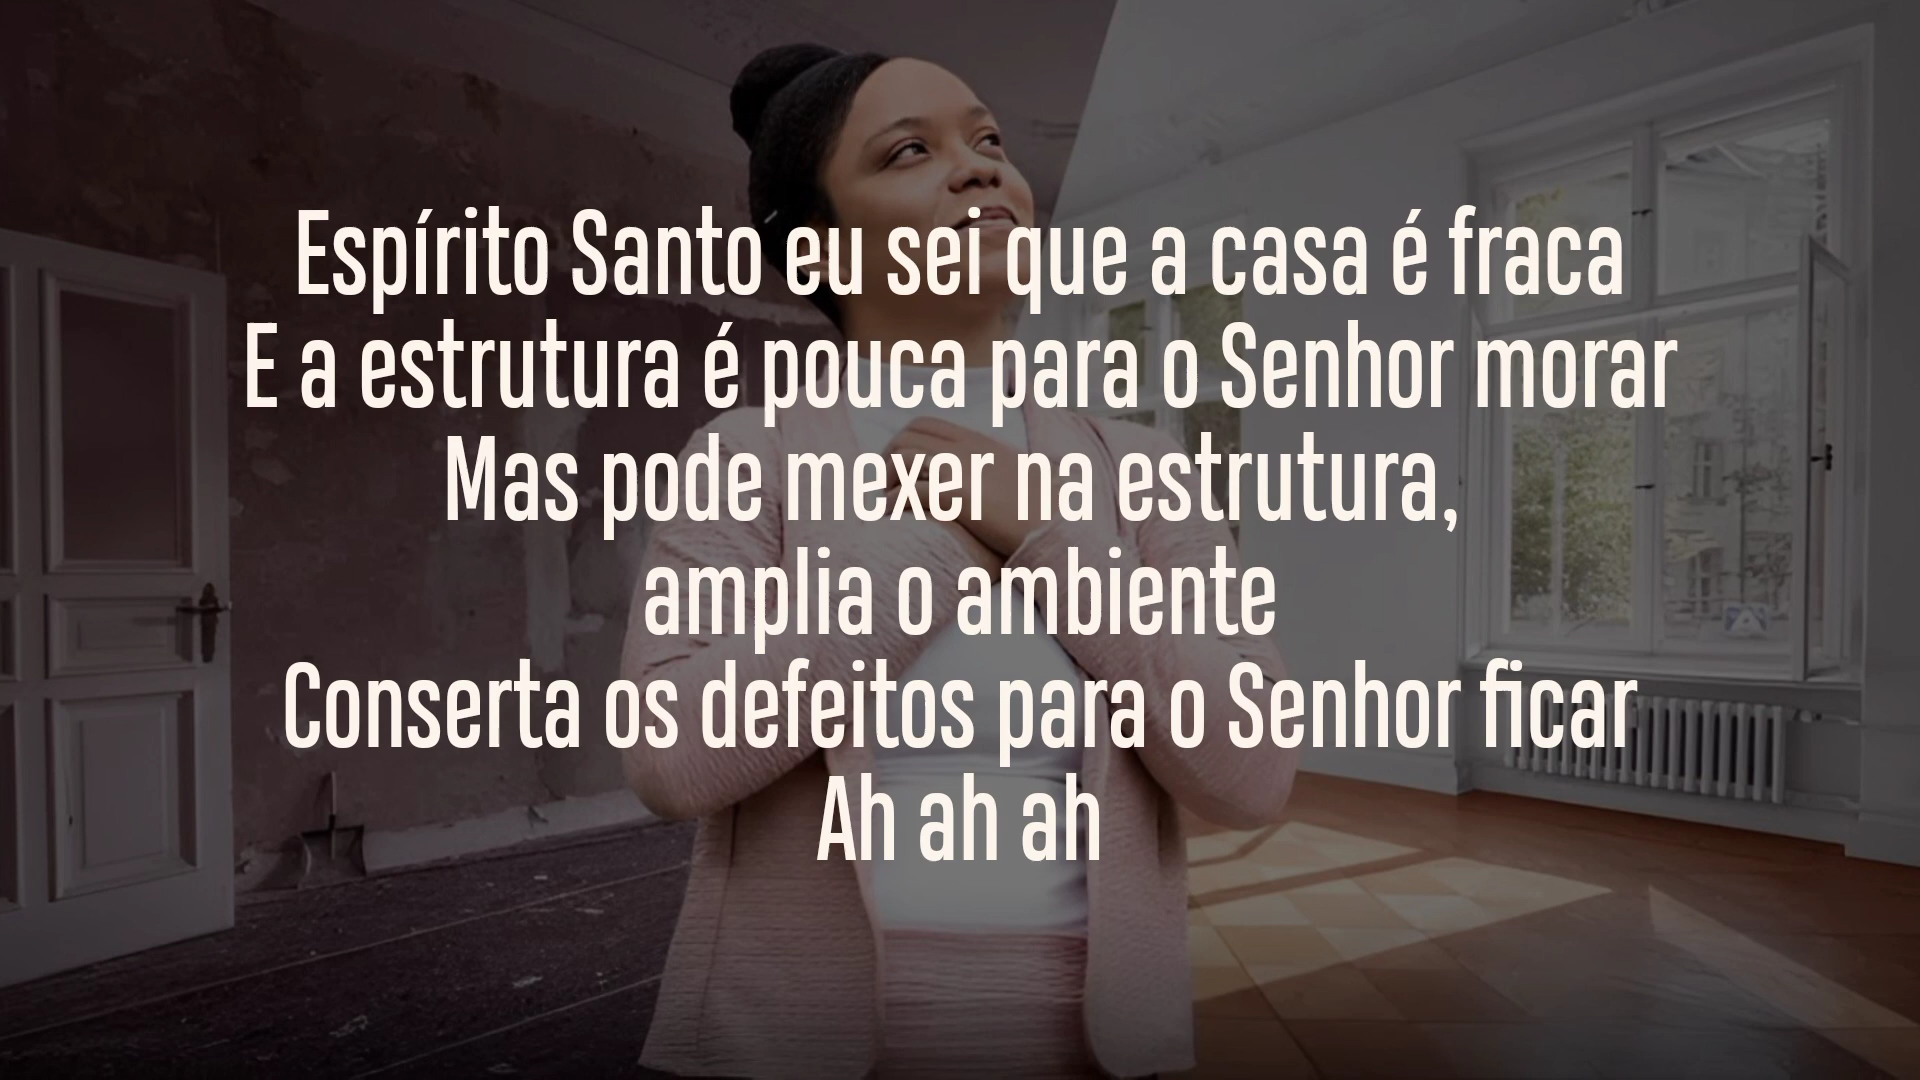 Espírito Santo eu sei que a casa é fraca
E a estrutura é pouca para o Senhor morar
Mas pode mexer na estrutura,
amplia o ambiente
Conserta os defeitos para o Senhor ficar
Ah ah ah